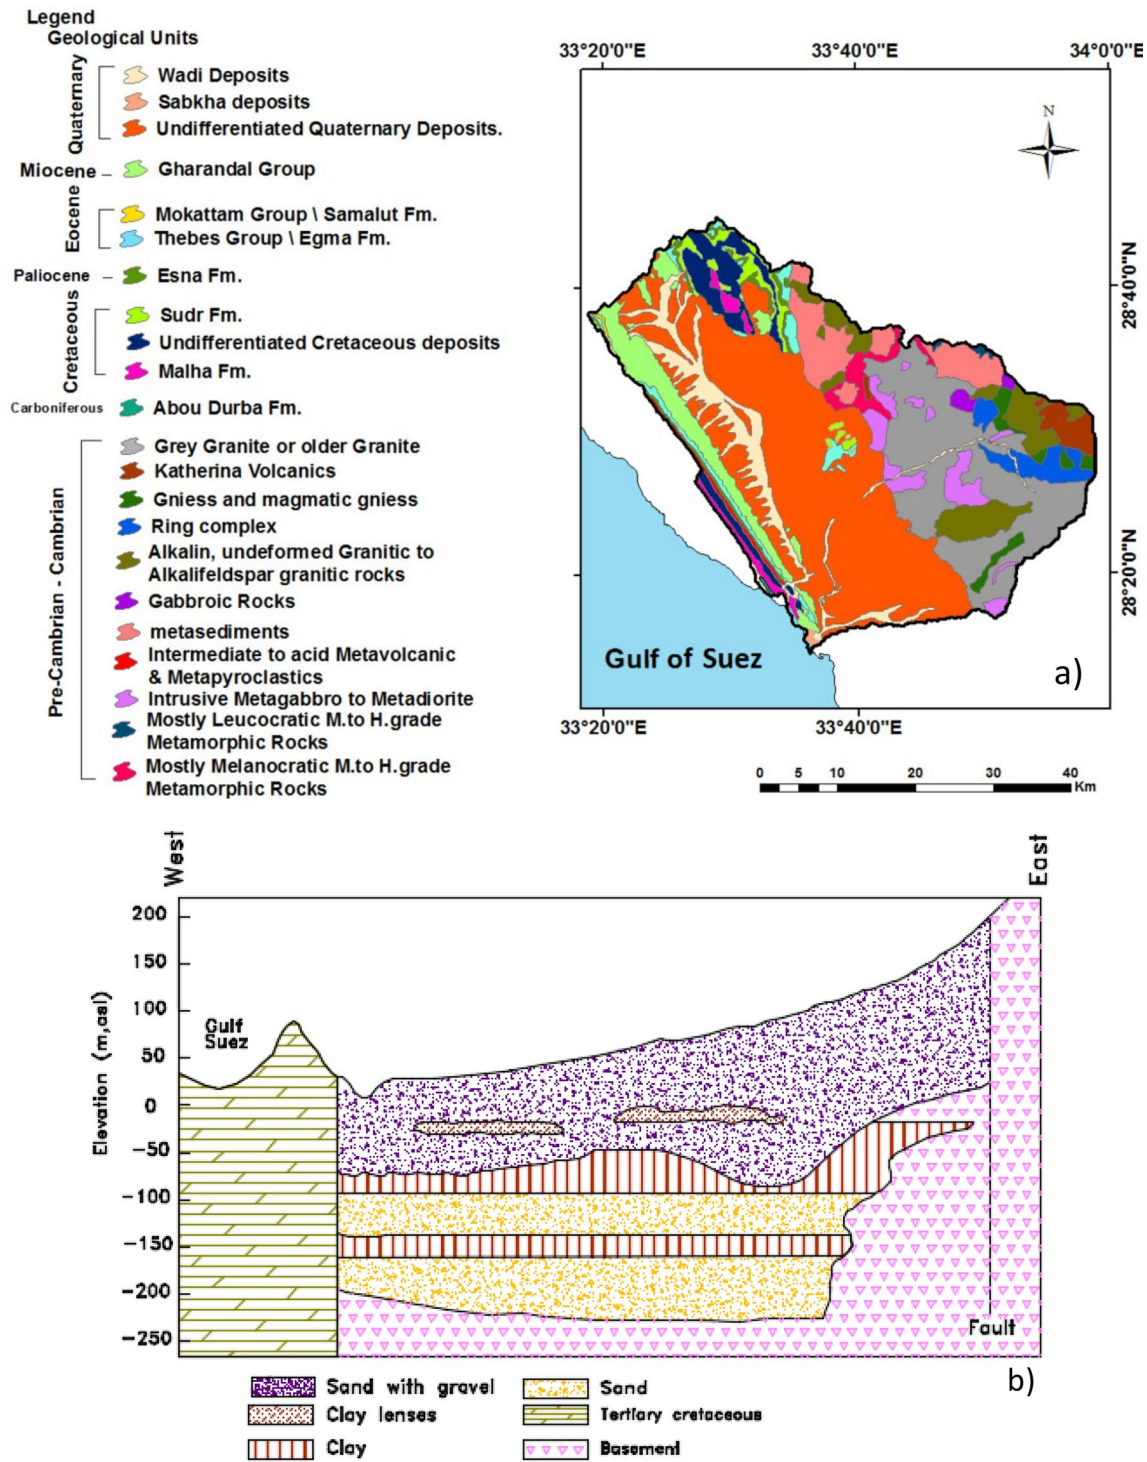 Legend
Geological Units
Quaternary
Wadi Deposits
Sabkha deposits
Undifferentiated Quaternary Deposits.
Miocene
Gharandal Group
Eocene
Mokattam Group \ Samalut Fm.
Thebes Group \ Egma Fm.
Paliocene
Esna Fm.
Cretaceous
Sudr Fm.
Undifferentiated Cretaceous deposits
Malha Fm.
Carboniferous
Abou Durba Fm.
Pre-Cambrian - Cambrian
Grey Granite or older Granite
Katherina Volcanics
Gniess and magmatic gniess
Ring complex
Alkalin, undeformed Granitic to
Alkalifeldspar granitic rocks
Gabbroic Rocks
metasediments
Intermediate to acid Metavolcanic
& Metapyroclastics
Intrusive Metagabbro to Metadiorite
Mostly Leucocratic M.to H.grade
Metamorphic Rocks
Mostly Melanocratic M.to H.grade
Metamorphic Rocks
33°20'0"E 33°40'0"E 34°0'0"E
N
28°40'0"N
28°20'0"N
Gulf of Suez
a)
33°20'0"E 33°40'0"E
0 5 10 20 30 40
Km
West
East
Elevation (m,asl)
200
150
100
50
0
-50
-100
-150
-200
-250
Gulf
Suez
Fault
b)
Sand with gravel
Sand
Clay lenses
Tertiary cretaceous
Clay
Basement